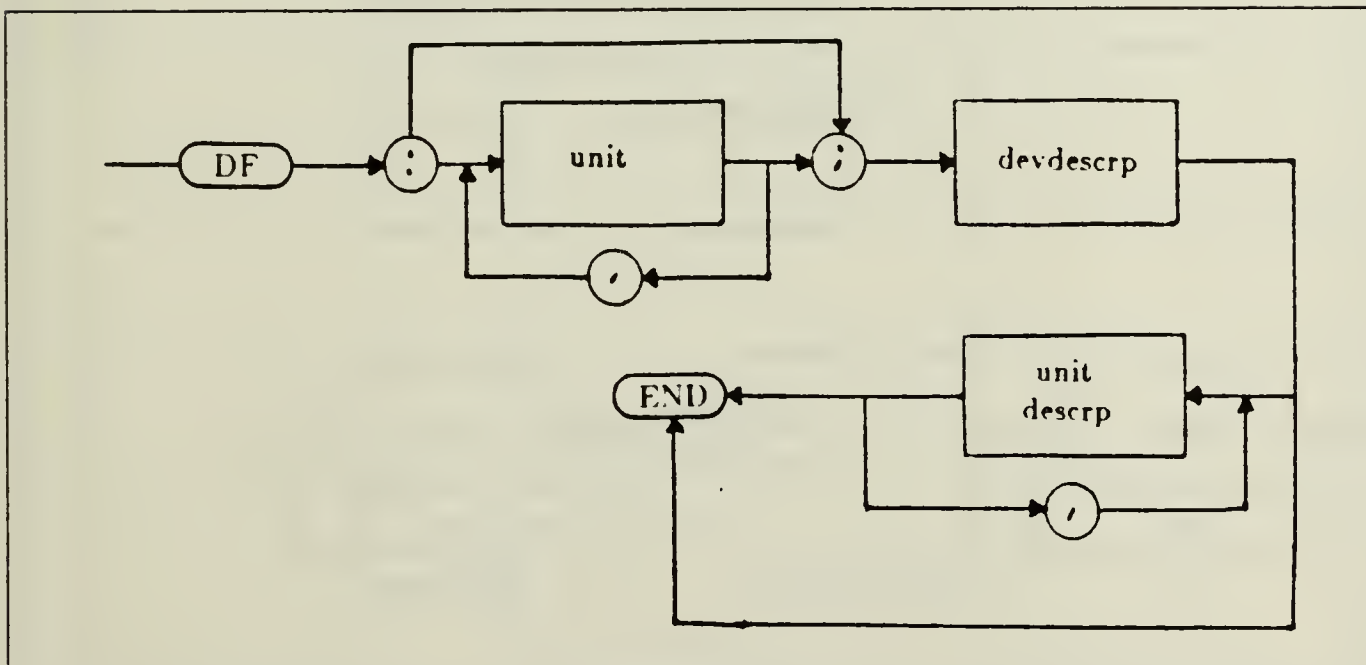 DF
:
unit
;
devdescrp
,
END
unit
descrp
,